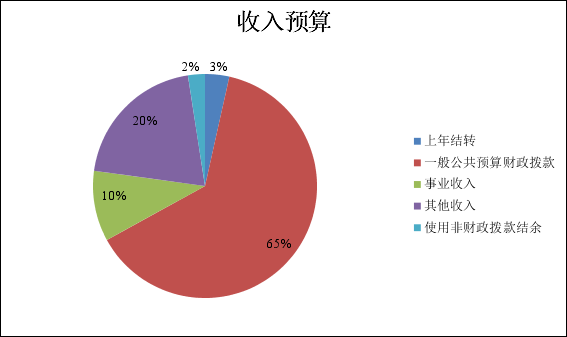 收入预算
2%
3%
20%
10%
65%
上年结转
一般公共预算财政拨款
事业收入
其他收入
使用非财政拨款结余